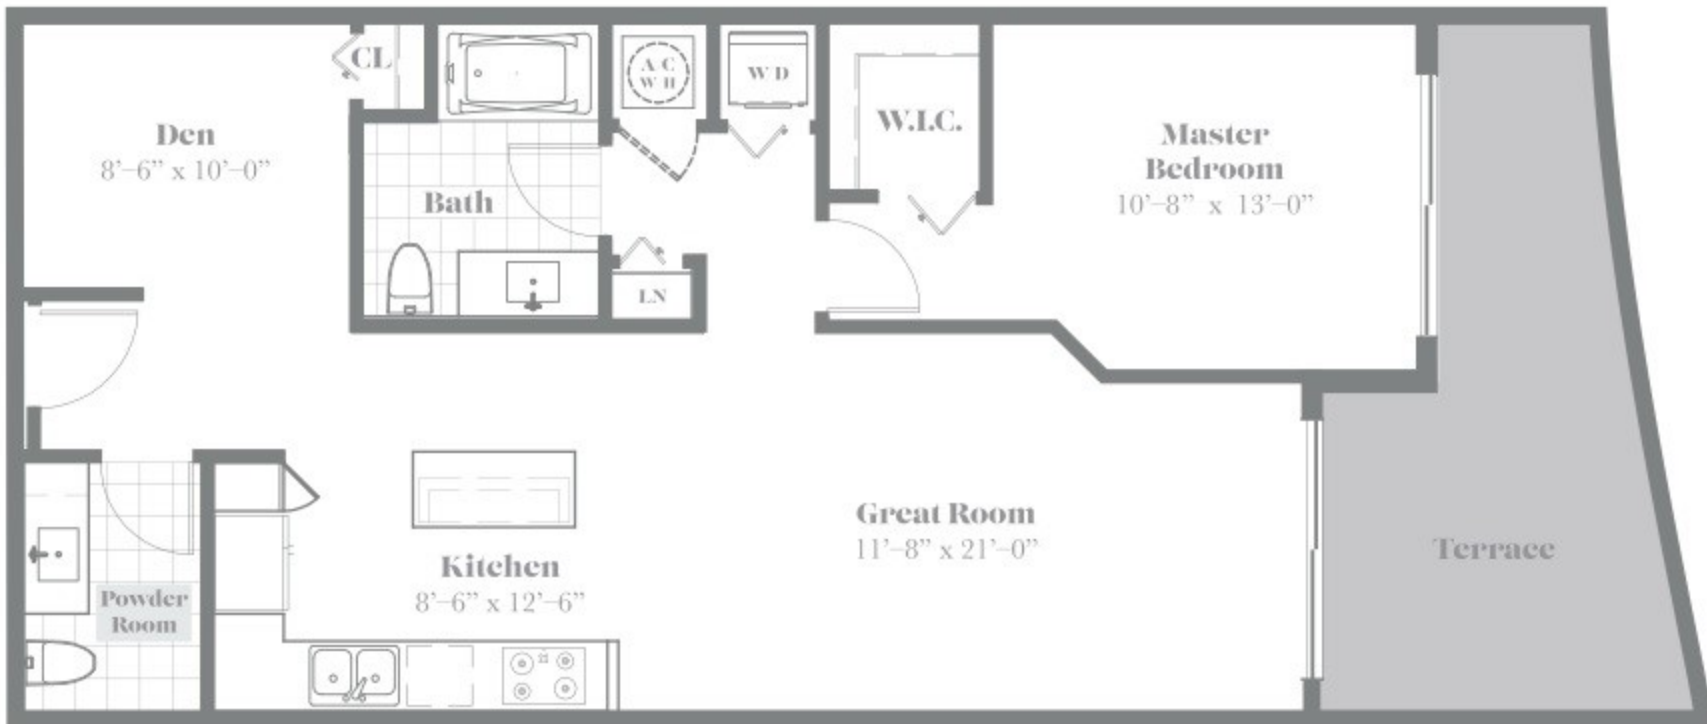 CL
A/C
W H
W D
Den
8’–6” x 10’–0”
W.I.C.
Master
Bedroom
10’–8” x 13’–0”
Bath
LN
Great Room
11’–8” x 21’–0”
Terrace
Kitchen
8’–6” x 12’–6”
Powder
Room